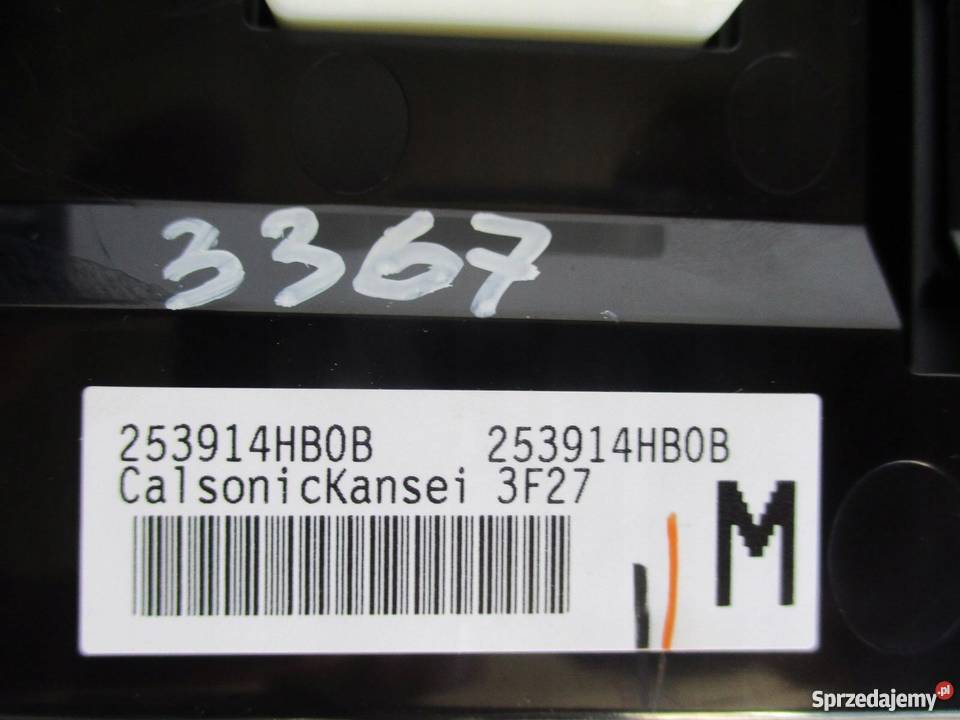 3367
253914HB0B 253914HB0B
CalsonicKansei 3F27
M
Sprzedajemy.pl